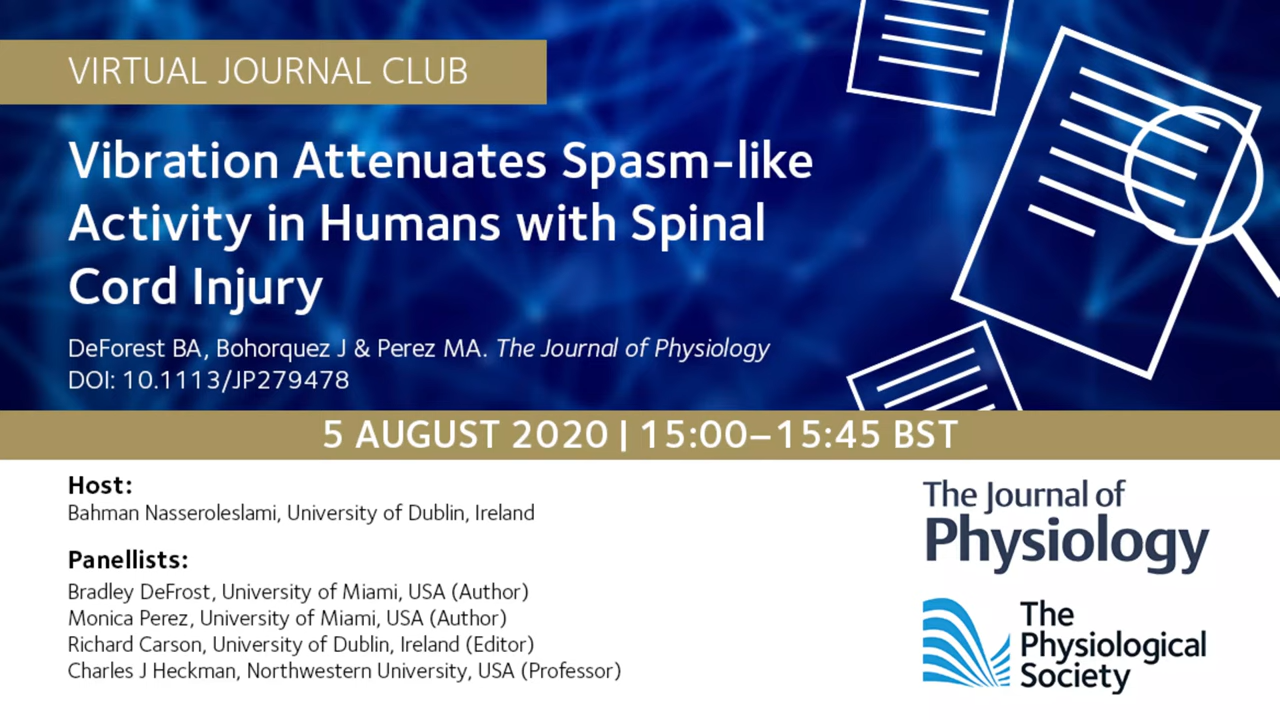 VIRTUAL JOURNAL CLUB
Vibration Attenuates Spasm-like
Activity in Humans with Spinal
Cord Injury
DeForest BA, Bohorquez J & Perez MA. The Journal of Physiology
DOI: 10.1113/JP279478
5 AUGUST 2020 | 15:00–15:45 BST
Host:
Bahman Nasseroleslami, University of Dublin, Ireland
Panellists:
Bradley DeFrost, University of Miami, USA (Author)
Monica Perez, University of Miami, USA (Author)
Richard Carson, University of Dublin, Ireland (Editor)
Charles J Heckman, Northwestern University, USA (Professor)
The Journal of
Physiology
The
Physiological
Society